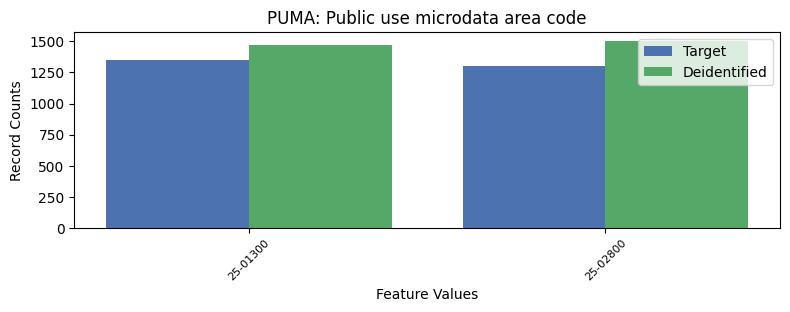 PUMA: Public use microdata area code
1500
1250
1000
750
500
250
0
Record Counts
Target
Deidentified
25-01300
25-02800
Feature Values